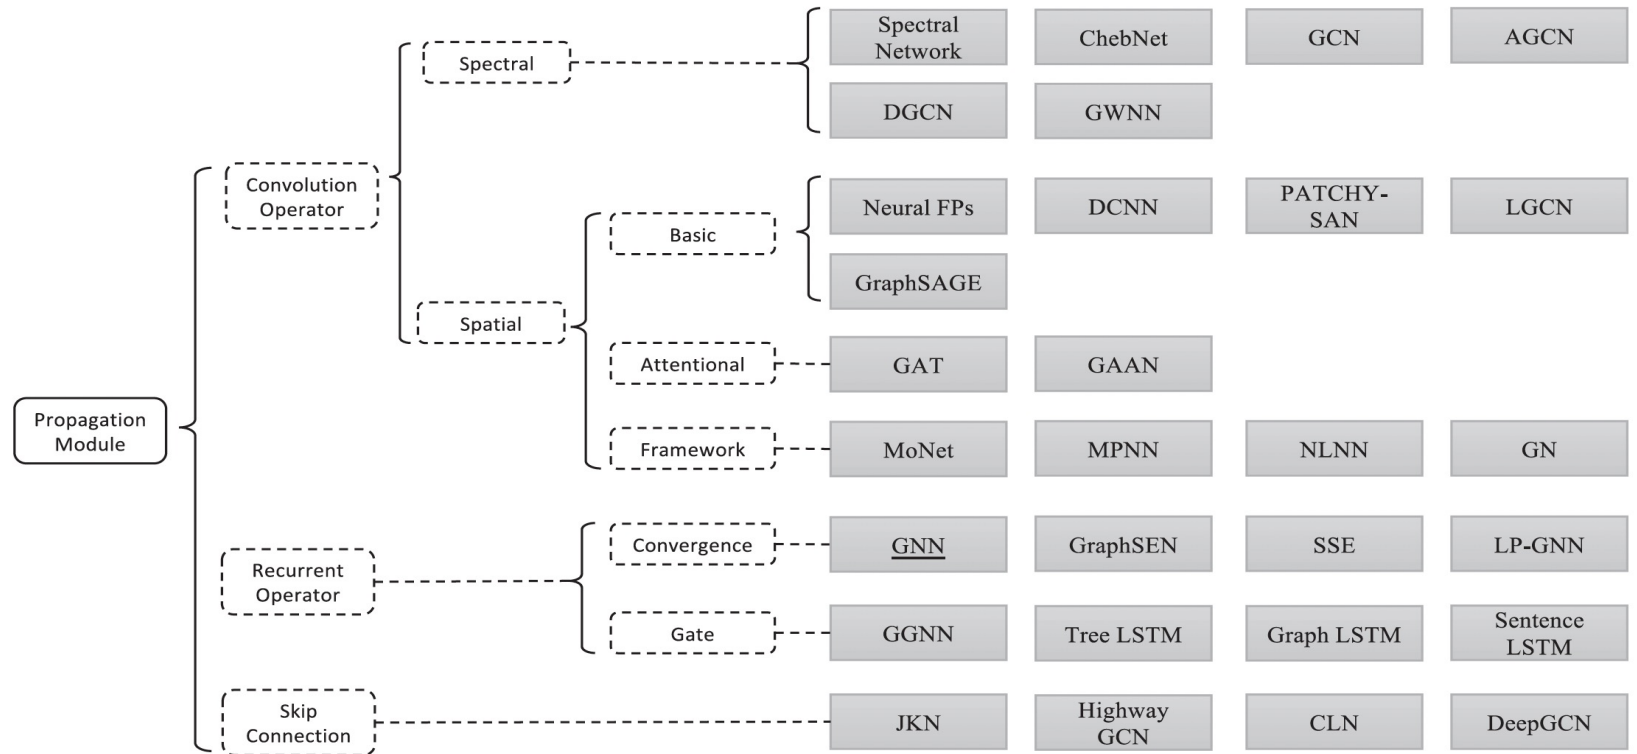 Spectral
Network
ChebNet
GCN
AGCN
Spectral
DGCN
GWNN
Convolution
Operator
Neural FPs
DCNN
PATCHY-
SAN
LGCN
Basic
GraphSAGE
Spatial
Attentional
GAT
GAAN
Propagation
Module
Framework
MoNet
MPNN
NLNN
GN
Convergence
GNN
GraphSEN
SSE
LP-GNN
Recurrent
Operator
Gate
GGNN
Tree LSTM
Graph LSTM
Sentence
LSTM
Skip
Connection
JKN
Highway
GCN
CLN
DeepGCN